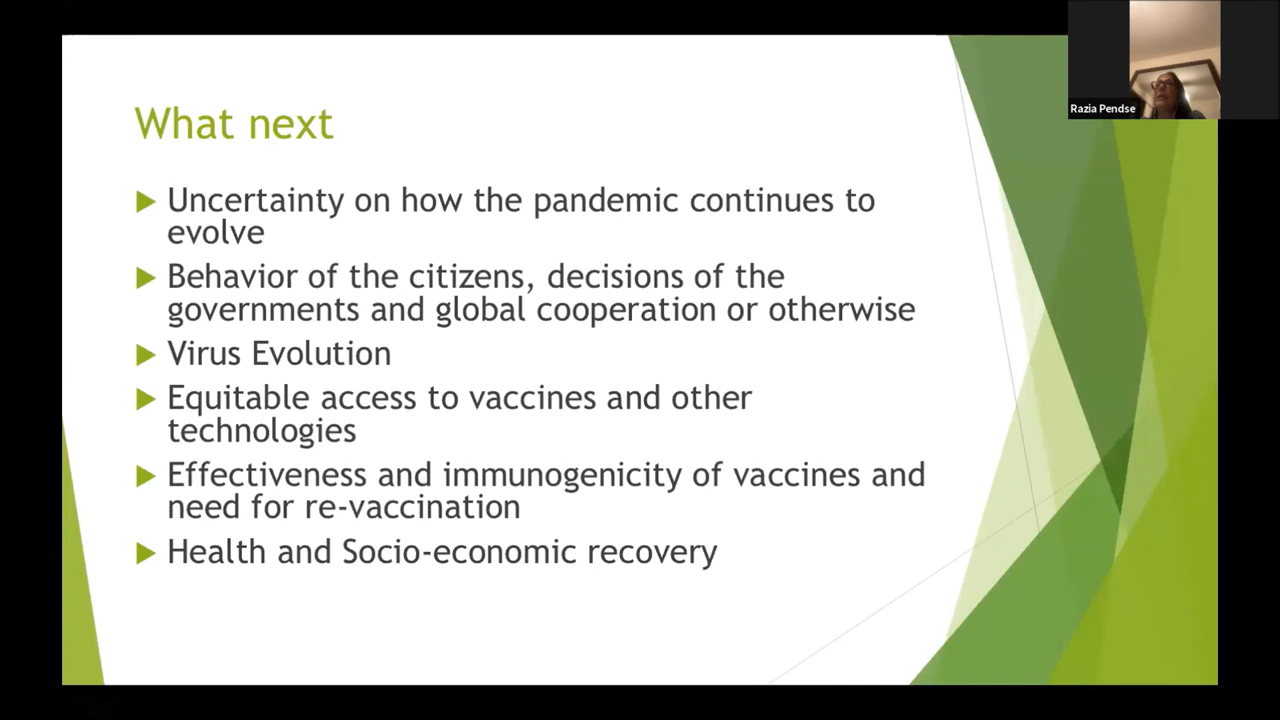 What next
Uncertainty on how the pandemic continues to
evolve
Behavior of the citizens, decisions of the
governments and global cooperation or otherwise
Virus Evolution
Equitable access to vaccines and other
technologies
Effectiveness and immunogenicity of vaccines and
need for re-vaccination
Health and Socio-economic recovery
Razia Pendse